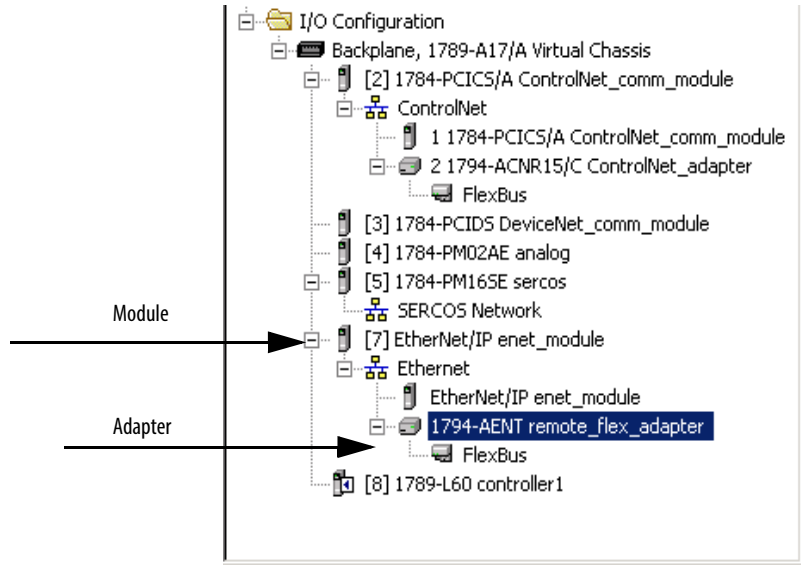 I/O Configuration
Backplane, 1789-A17/A Virtual Chassis
[2] 1784-PCICS/A ControlNet_comm_module
ControlNet
1 1784-PCICS/A ControlNet_comm_module
2 1794-ACNR15/C ControlNet_adapter
FlexBus
[3] 1784-PCIDS DeviceNet_comm_module
[4] 1784-PM02AE analog
[5] 1784-PM16SE sercos
SERCOS Network
Module
[7] EtherNet/IP enet_module
Ethernet
EtherNet/IP enet_module
Adapter
1794-AENT remote_flex_adapter
FlexBus
[8] 1789-L60 controller1